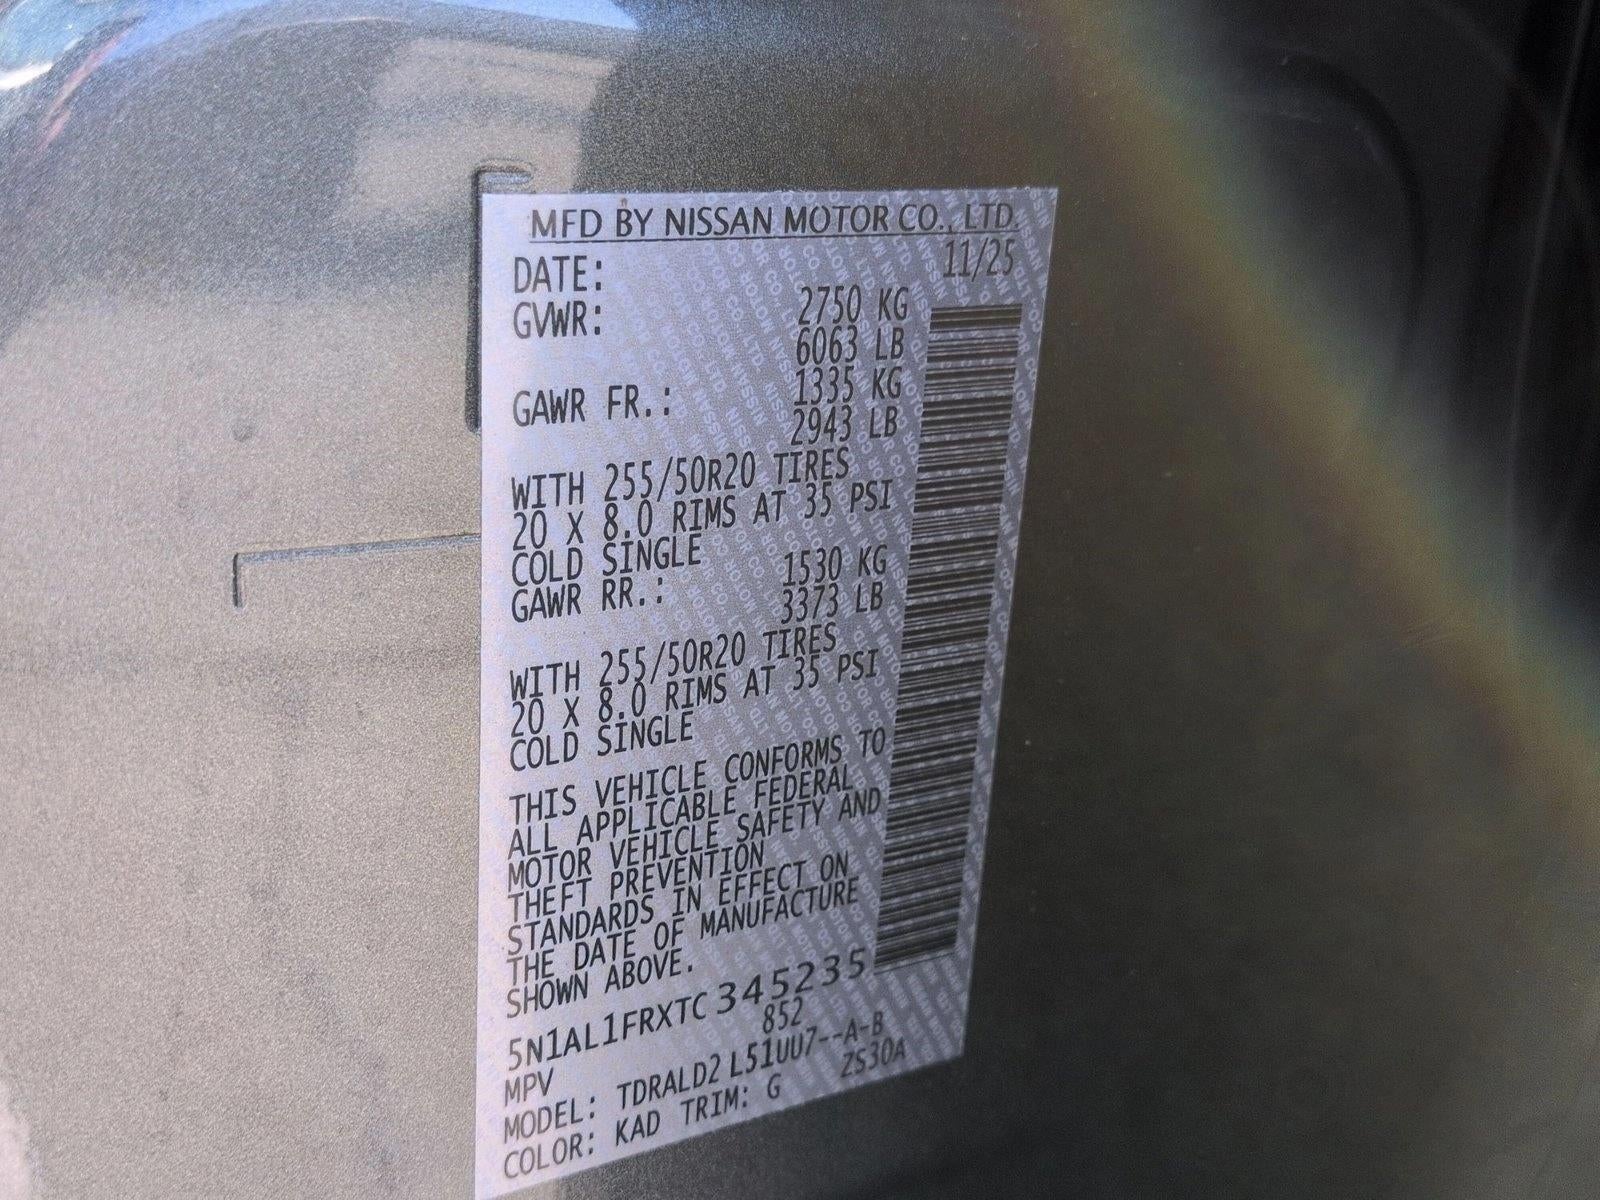 MFD BY NISSAN MOTOR CO., LTD.
DATE: 11/25
GVWR: 2750 KG
6063 LB
GAWR FR.: 1335 KG
2943 LB
WITH 255/50R20 TIRES
20 X 8.0 RIMS AT 35 PSI
COLD SINGLE
GAWR RR.: 1530 KG
3373 LB
WITH 255/50R20 TIRES
20 X 8.0 RIMS AT 35 PSI
COLD SINGLE
THIS VEHICLE CONFORMS TO
ALL APPLICABLE FEDERAL
MOTOR VEHICLE SAFETY AND
THEFT PREVENTION
STANDARDS IN EFFECT ON
THE DATE OF MANUFACTURE
SHOWN ABOVE.
5N1AL1FRXTC345235
MPV 852
MODEL: TDRALD2 L51UU7--A-B
COLOR: KAD TRIM: G ZS30A